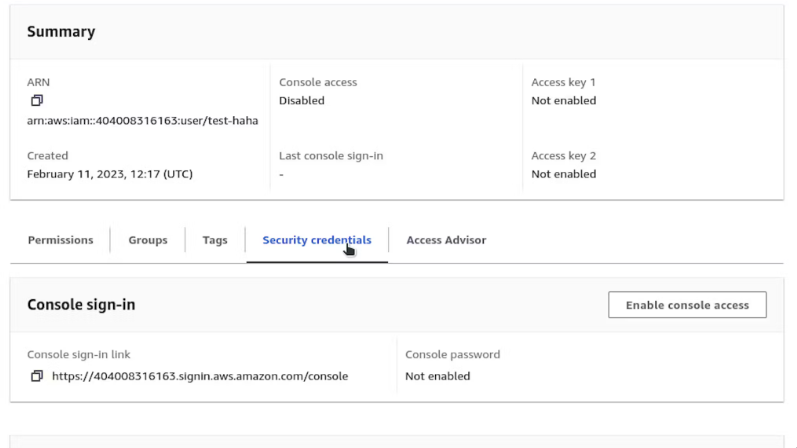 Summary
ARN
Console access
Access key 1
Disabled
Not enabled
arn:aws:iam::404008316163:user/test-haha
Created
Last console sign-in
Access key 2
February 11, 2023, 12:17 (UTC)
-
Not enabled
Permissions
Groups
Tags
Security credentials
Access Advisor
Console sign-in
Enable console access
Console sign-in link
Console password
https://404008316163.signin.aws.amazon.com/console
Not enabled